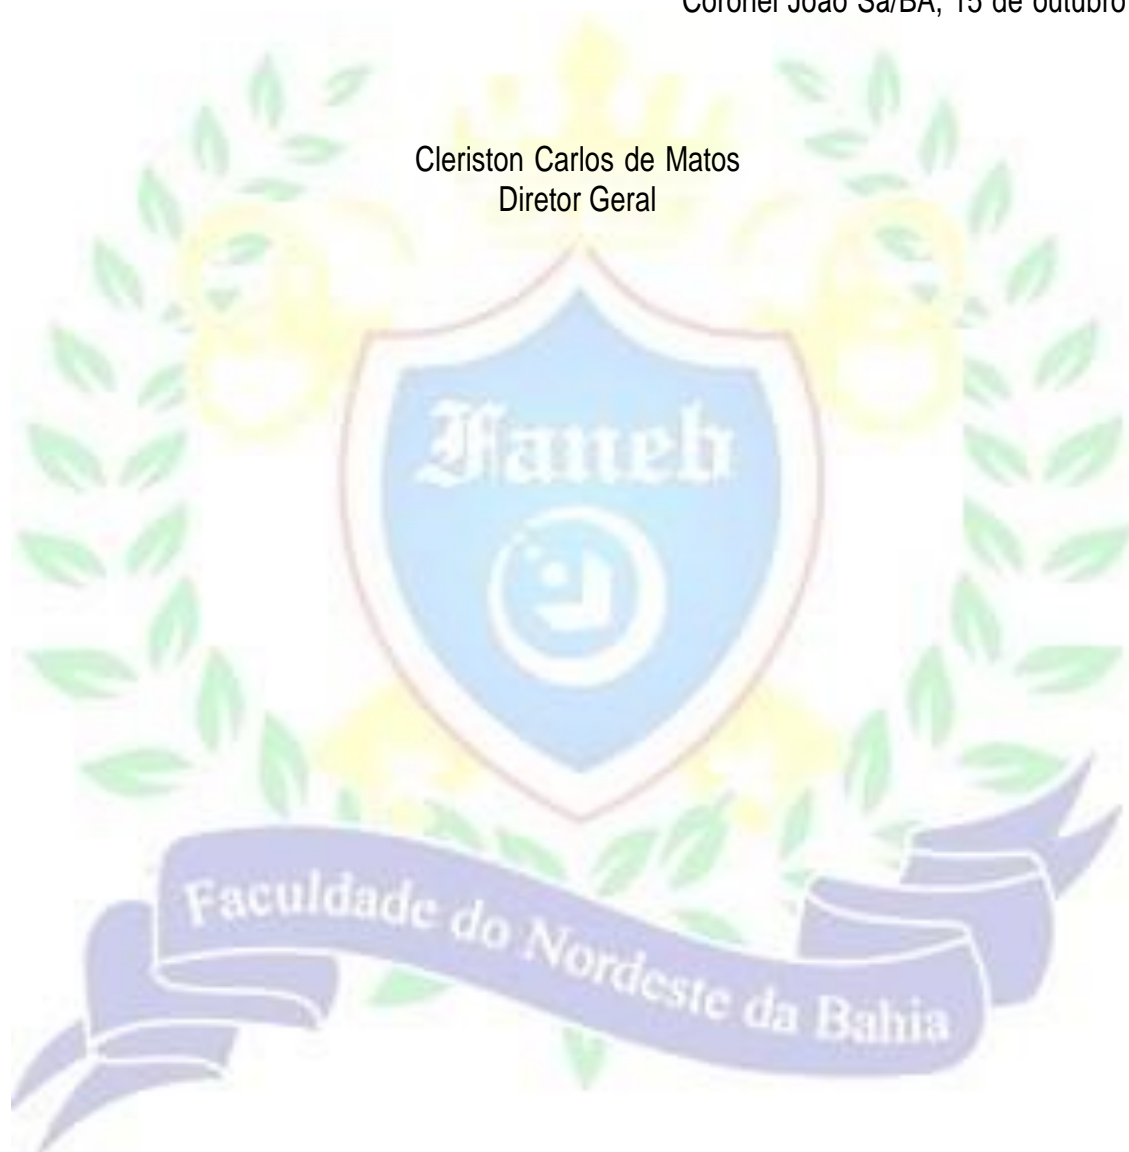 Coronel João Sá/BA, 15 de outubro
Cleriston Carlos de Matos
Diretor Geral
Faneb
Faculdade do Nordeste da Bahia